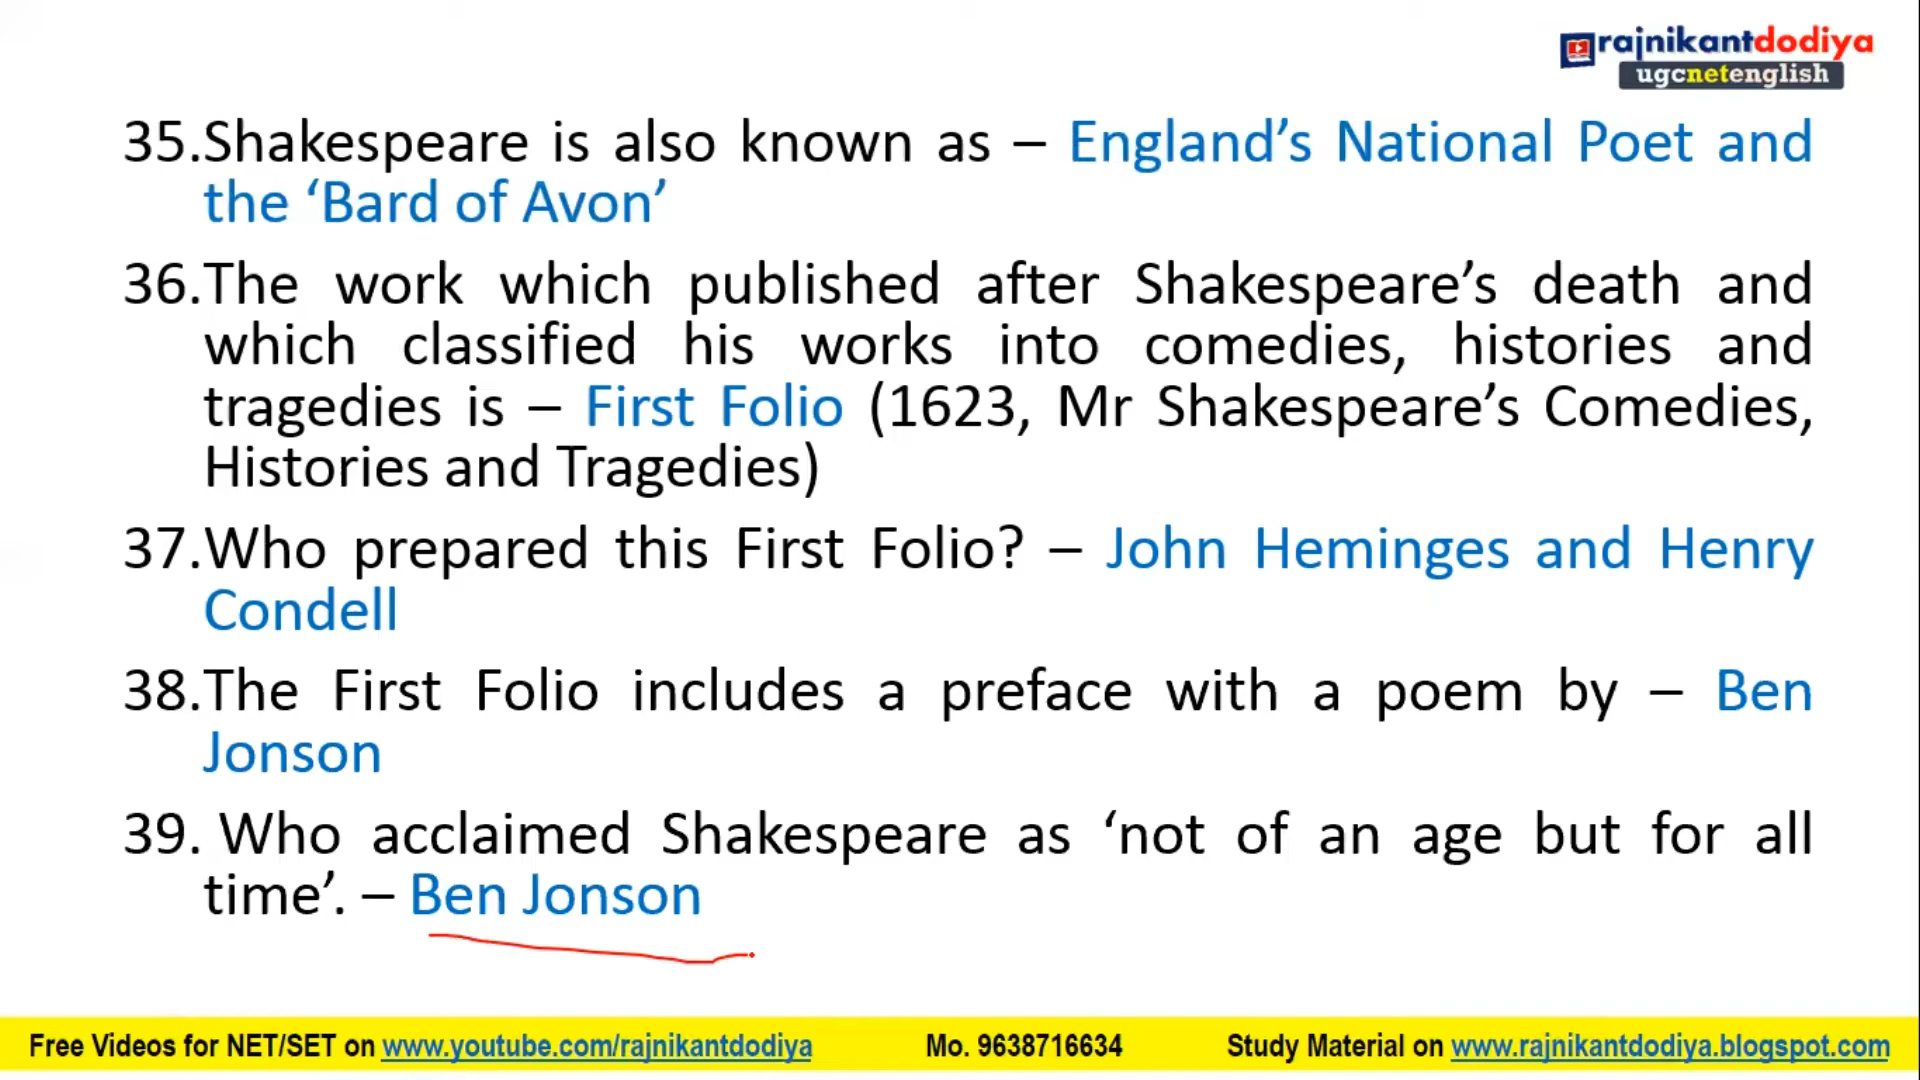 rajnikantdodiya
ugcnetenglish
35.Shakespeare is also known as – England’s National Poet and
the ‘Bard of Avon’
36.The work which published after Shakespeare’s death and
which classified his works into comedies, histories and
tragedies is – First Folio (1623, Mr Shakespeare’s Comedies,
Histories and Tragedies)
37.Who prepared this First Folio? – John Heminges and Henry
Condell
38.The First Folio includes a preface with a poem by – Ben
Jonson
39. Who acclaimed Shakespeare as ‘not of an age but for all
time’. – Ben Jonson
Free Videos for NET/SET on www.youtube.com/rajnikantdodiya Mo. 9638716634 Study Material on www.rajnikantdodiya.blogspot.com